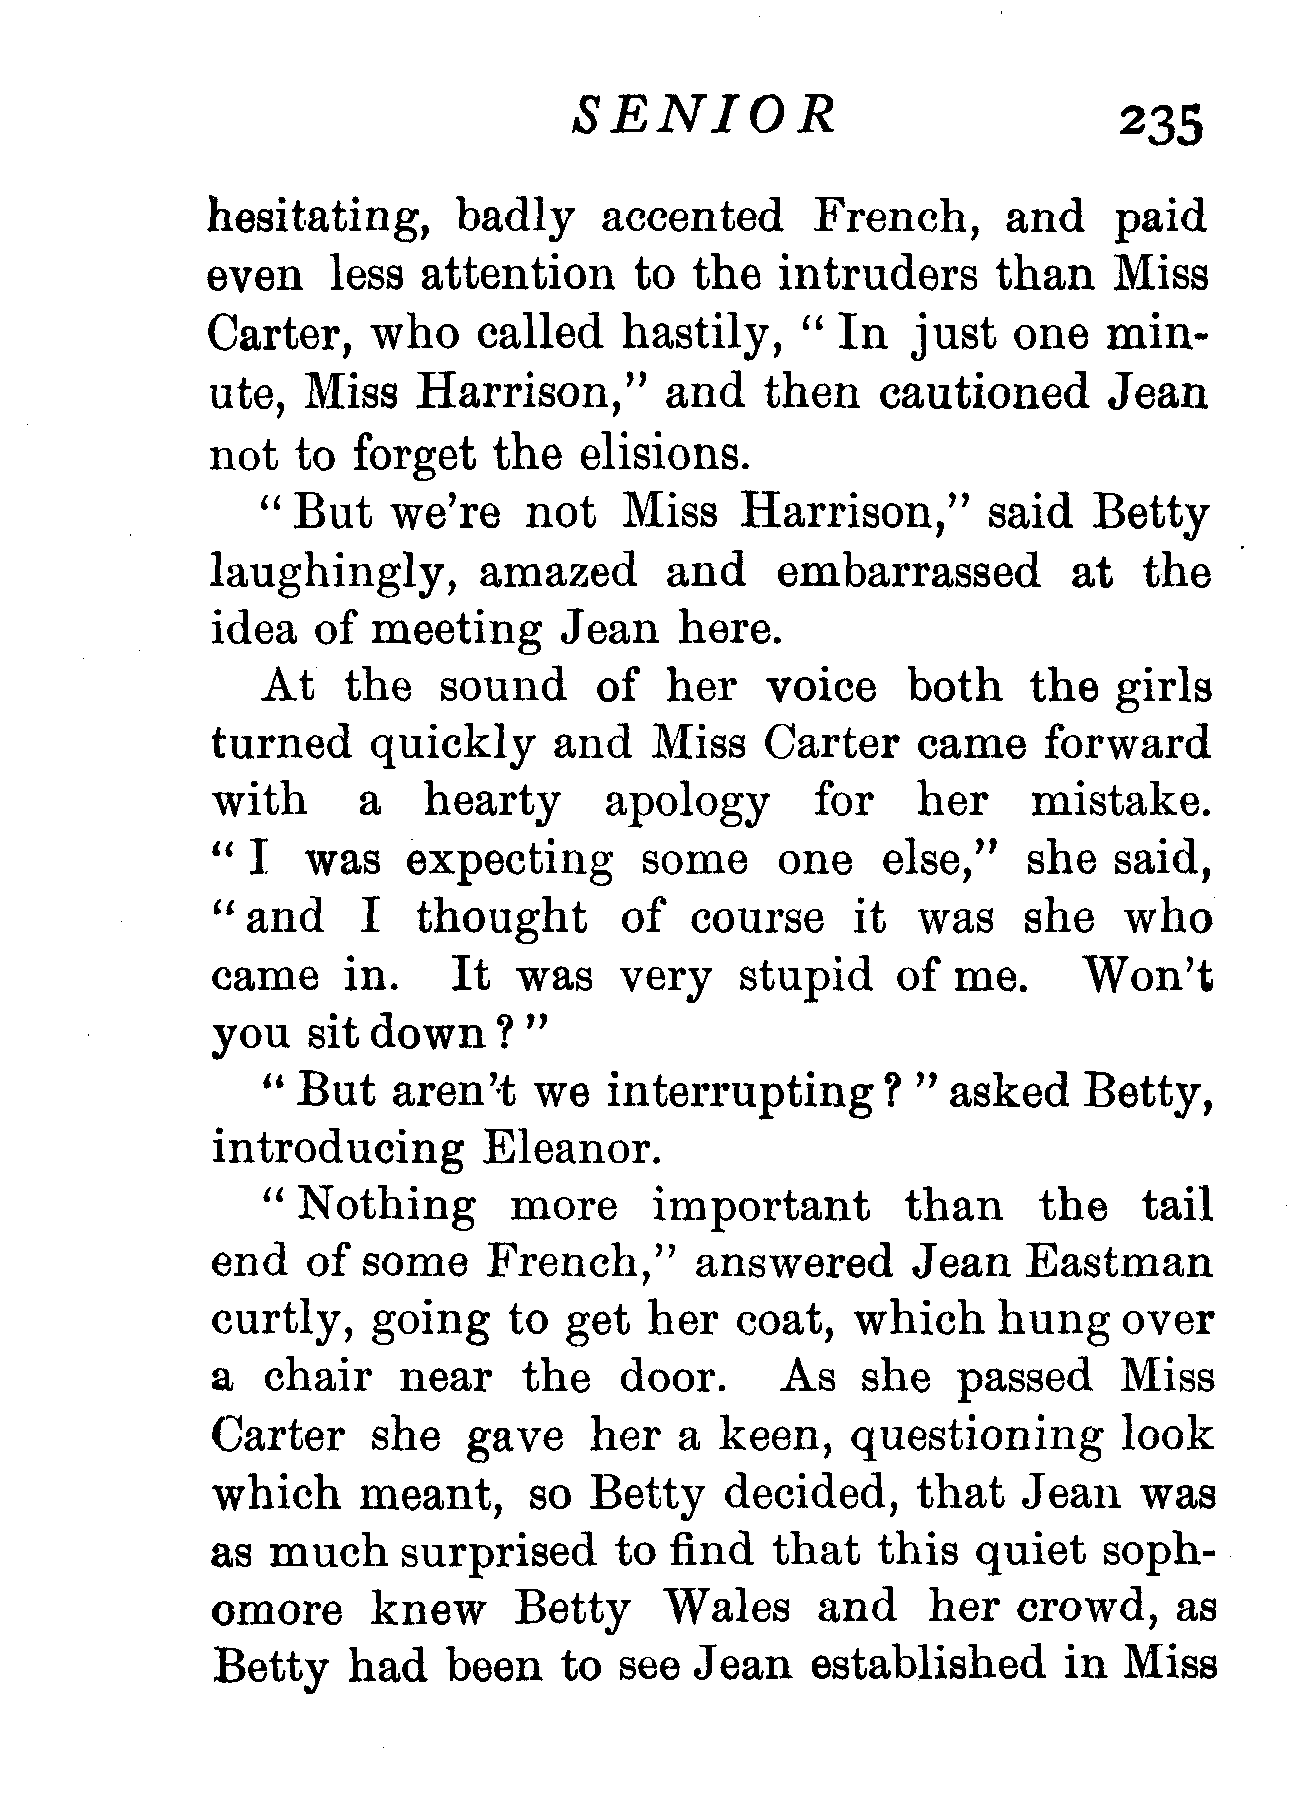 SENIOR 235
hesitating, badly accented French, and paid
even less attention to the intruders than Miss
Carter, who called hastily, “ In just one min-
ute, Miss Harrison,” and then cautioned Jean
not to forget the elisions.
“ But we’re not Miss Harrison,” said Betty
laughingly, amazed and embarrassed at the
idea of meeting Jean here.
At the sound of her voice both the girls
turned quickly and Miss Carter came forward
with a hearty apology for her mistake.
“ I was expecting some one else,” she said,
“ and I thought of course it was she who
came in. It was very stupid of me. Won’t
you sit down ? ”
“ But aren’t we interrupting ? ” asked Betty,
introducing Eleanor.
“ Nothing more important than the tail
end of some French,” answered Jean Eastman
curtly, going to get her coat, which hung over
a chair near the door. As she passed Miss
Carter she gave her a keen, questioning look
which meant, so Betty decided, that Jean was
as much surprised to find that this quiet soph-
omore knew Betty Wales and her crowd, as
Betty had been to see Jean established in Miss